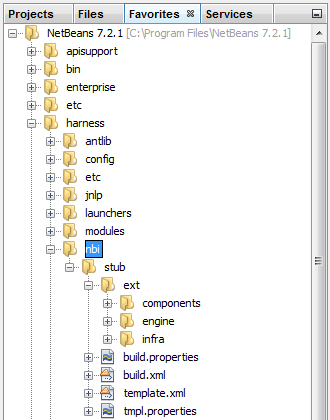 Projects Files Favorites Services
NetBeans 7.2.1 [C:\Program Files\NetBeans 7.2.1]
apisupport
bin
enterprise
etc
harness
antlib
config
etc
jnlp
launchers
modules
nbi
stub
ext
components
engine
infra
build.properties
build.xml
template.xml
tmpl.properties